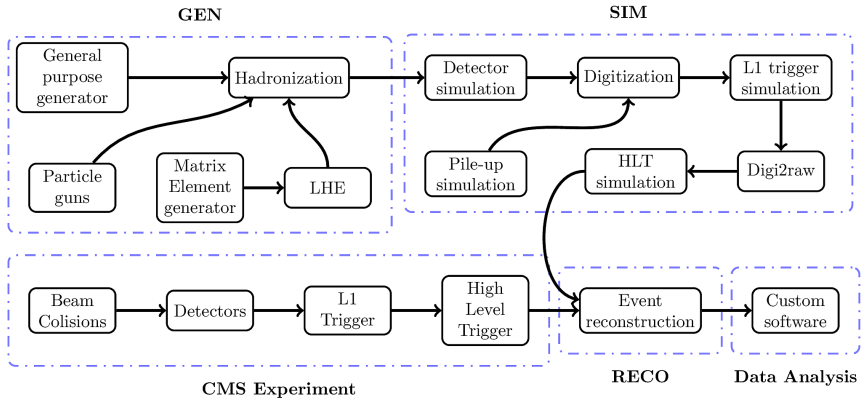 GEN
SIM
General
purpose
generator
Hadronization
Particle
guns
Matrix
Element
generator
LHE
Detector
simulation
Digitization
L1 trigger
simulation
Pile-up
simulation
HLT
simulation
Digi2raw
Beam
Colisions
Detectors
L1
Trigger
High
Level
Trigger
Event
reconstruction
Custom
software
CMS Experiment
RECO
Data Analysis